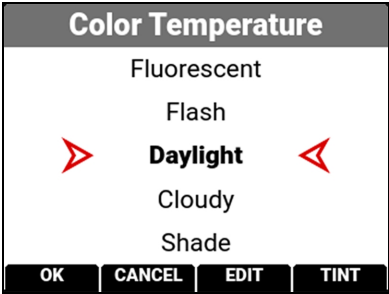 Color Temperature
Fluorescent
Flash
Daylight
Cloudy
Shade
OK CANCEL EDIT TINT